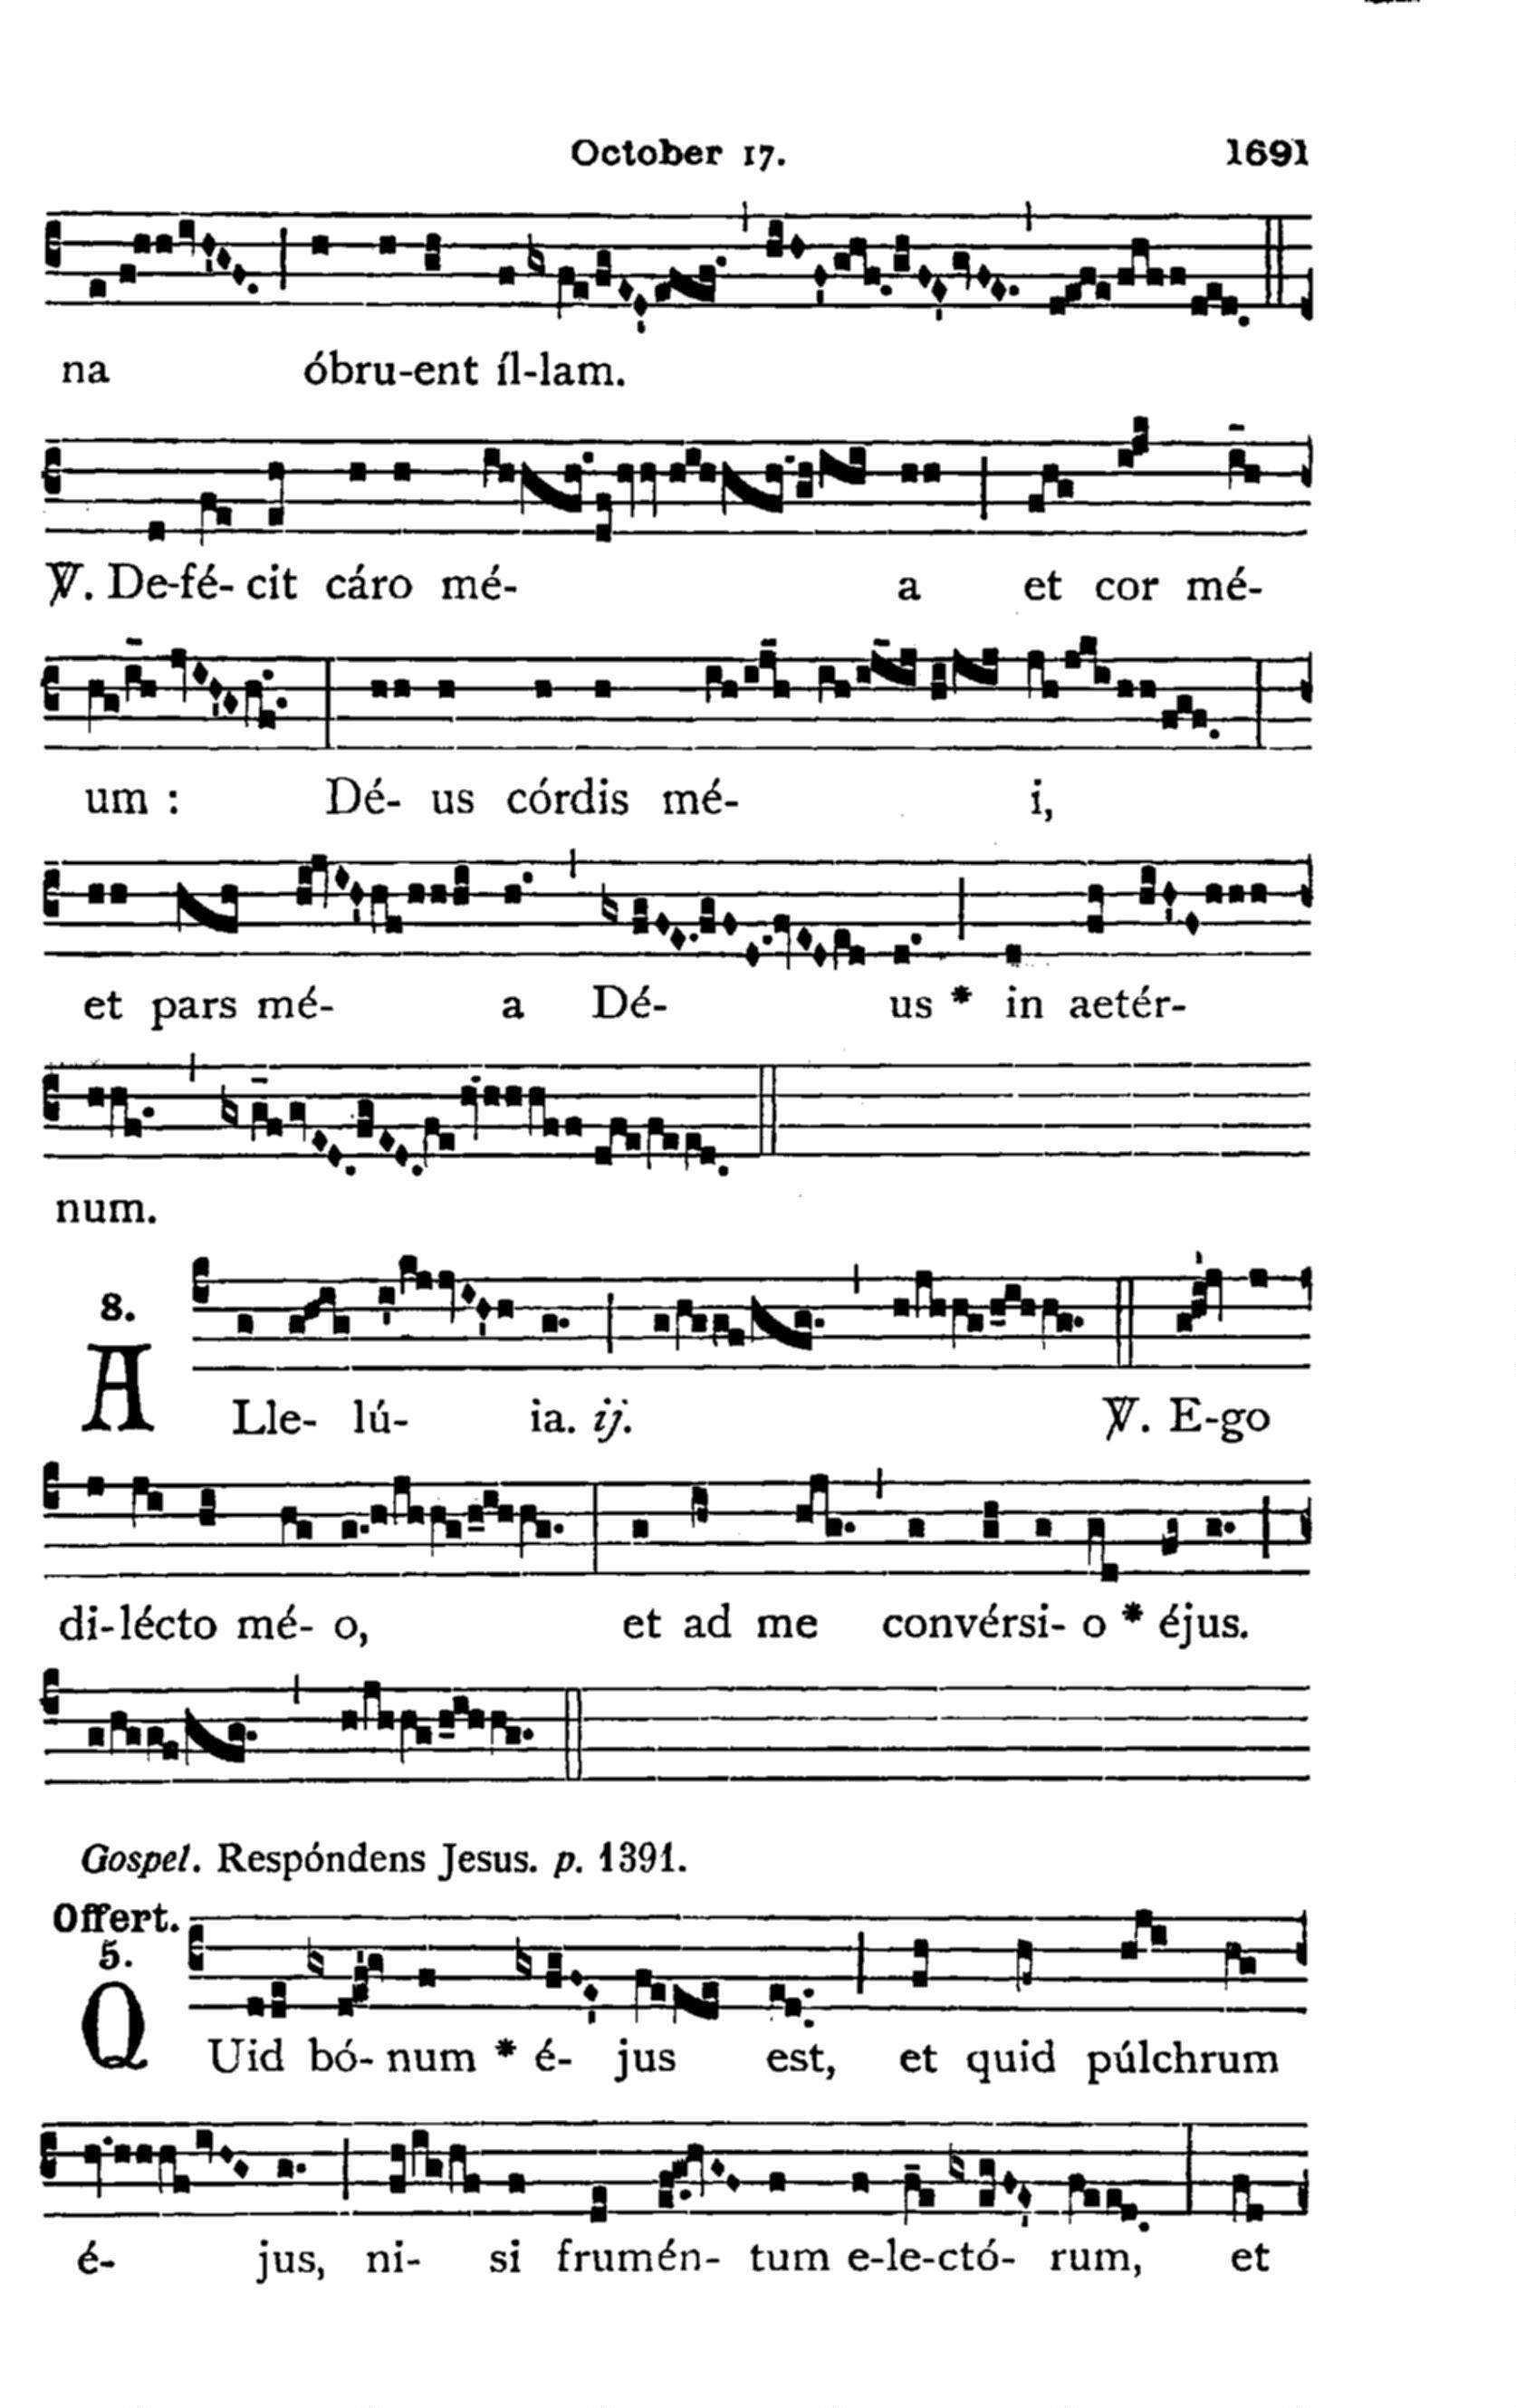 October 17. 1691
na óbru-ent íl-lam.
℣. De-fé- cit cáro mé- a et cor mé-
um : Dé- us córdis mé- i,
et pars mé- a Dé- us * in aetér-
num.
8.
A Lle- lú- ia. ij. ℣. E-go
di-lécto mé- o, et ad me convérsi- o * éjus.
Gospel. Respóndens Jesus. p. 1391.
Offert.
5.
Q Uid bó- num * é- jus est, et quid púlchrum
é- jus, ni- si frumén- tum e-le-ctó- rum, et